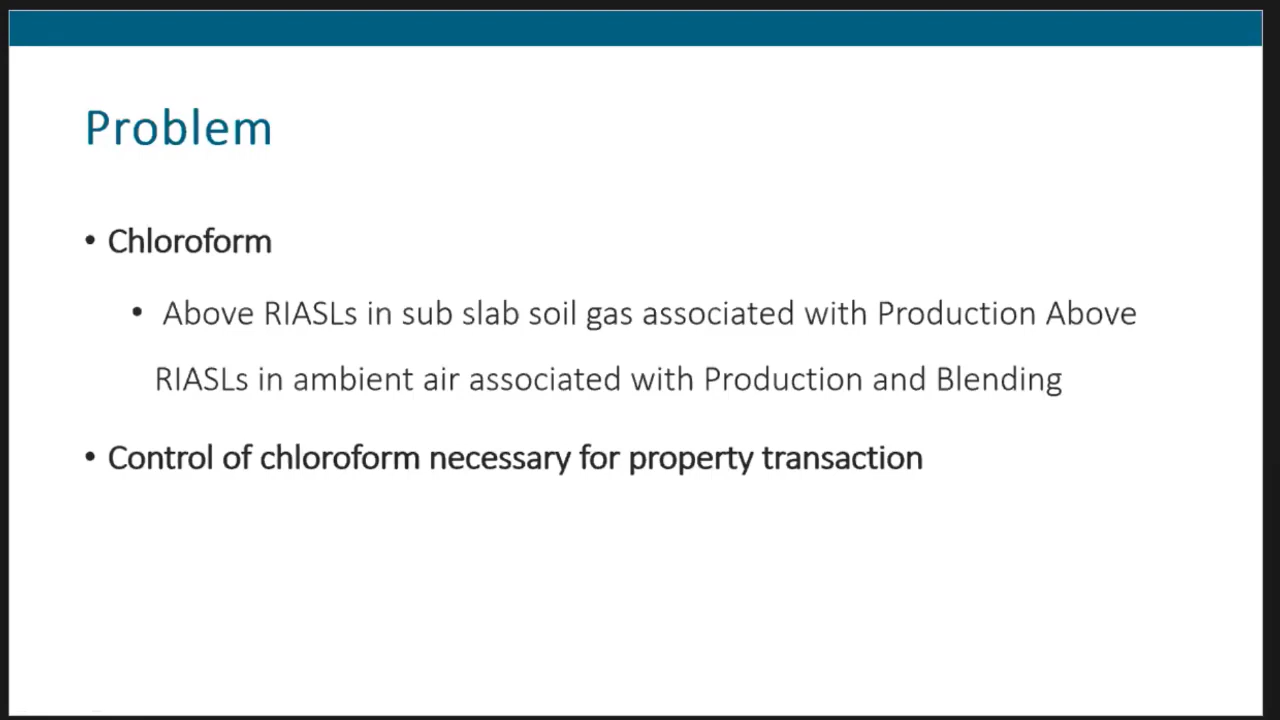 Problem
• Chloroform
• Above RIASLs in sub slab soil gas associated with Production Above
RIASLs in ambient air associated with Production and Blending
• Control of chloroform necessary for property transaction